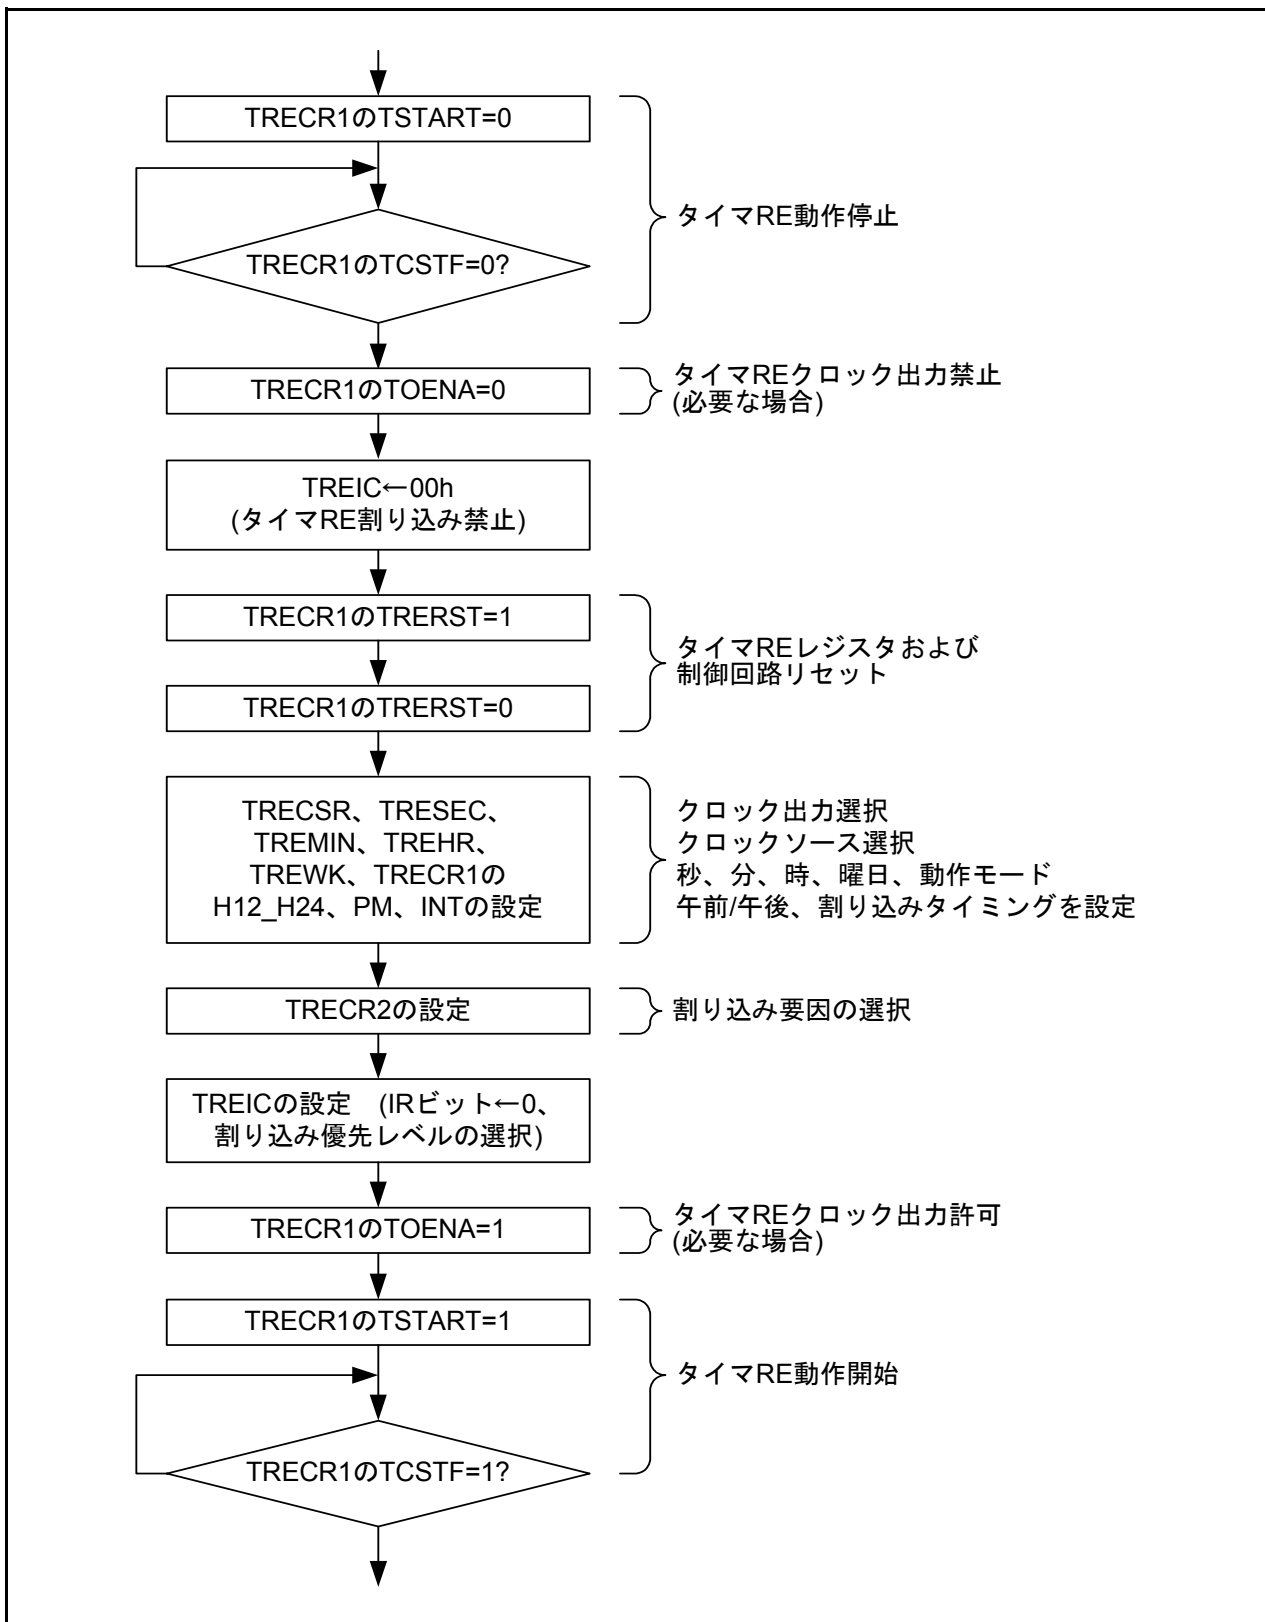 TRECR1のTSTART=0
TRECR1のTCSTF=0?
タイマRE動作停止
TRECR1のTOENA=0
タイマREクロック出力禁止
(必要な場合)
TREIC←00h
(タイマRE割り込み禁止)
TRECR1のTRERST=1
TRECR1のTRERST=0
タイマREレジスタおよび
制御回路リセット
TRECSR、TRESEC、
TREMIN、TREHR、
TREWK、TRECR1の
H12_H24、PM、INTの設定
クロック出力選択
クロックソース選択
秒、分、時、曜日、動作モード
午前/午後、割り込みタイミングを設定
TRECR2の設定
割り込み要因の選択
TREICの設定　(IRビット←0、
割り込み優先レベルの選択)
TRECR1のTOENA=1
タイマREクロック出力許可
(必要な場合)
TRECR1のTSTART=1
TRECR1のTCSTF=1?
タイマRE動作開始